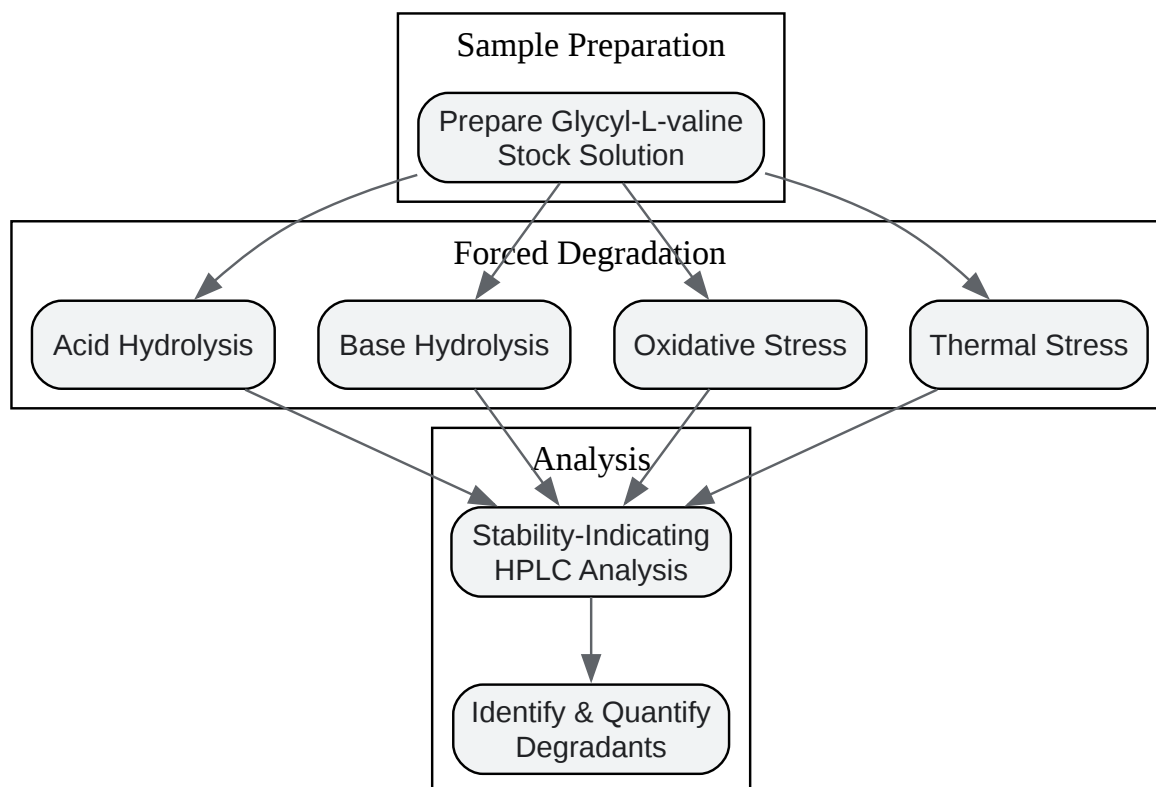 Sample Preparation
Prepare Glycyl-L-valine
Stock Solution
Forced Degradation
Acid Hydrolysis
Base Hydrolysis
Oxidative Stress
Thermal Stress
Analysis
Stability-Indicating
HPLC Analysis
Identify & Quantify
Degradants